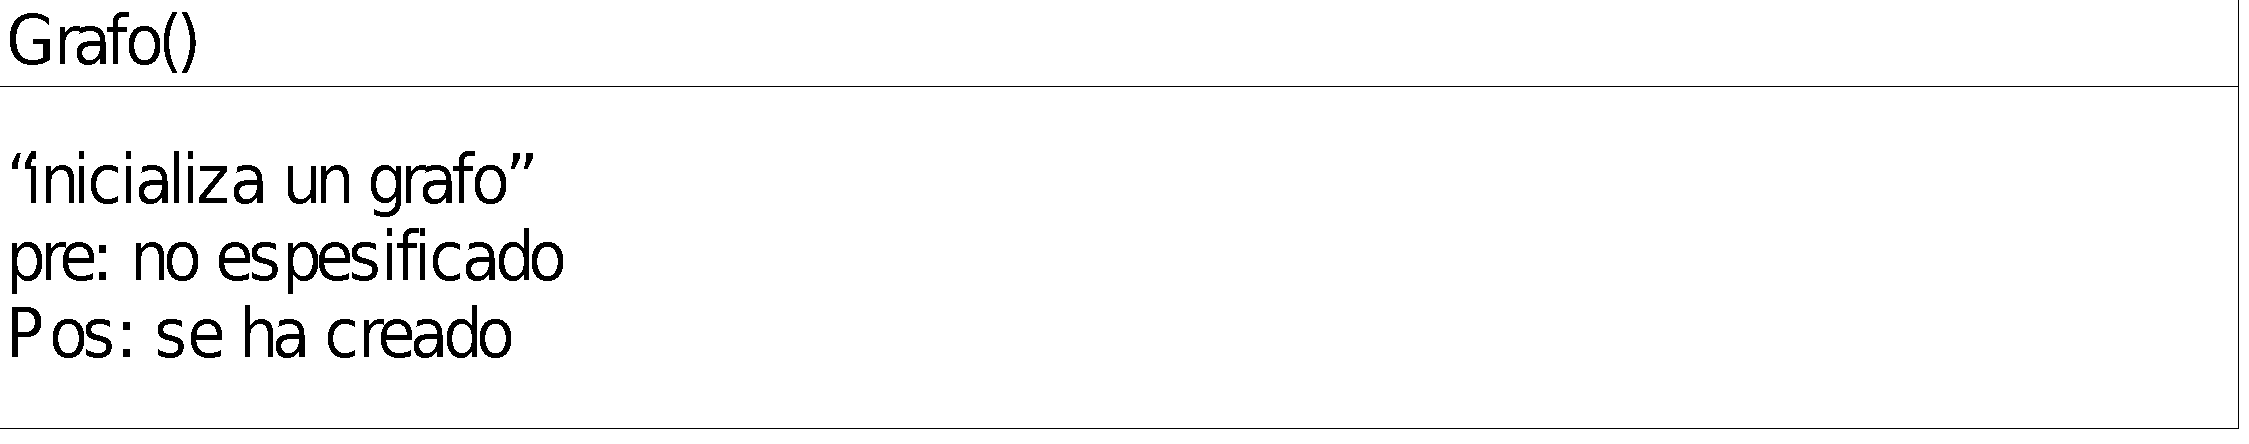 Grafo()
“inicializa un grafo”
pre: no espesificado
Pos: se ha creado